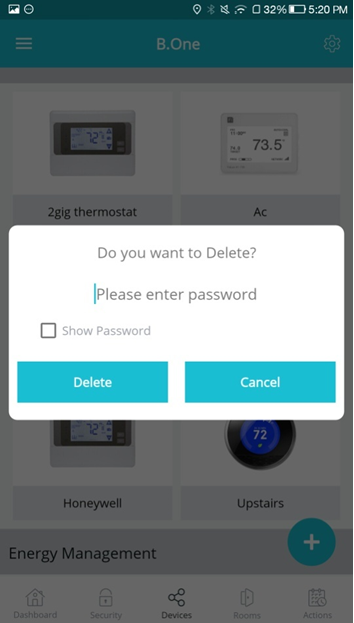 32% 5:20 PM
B.One
72°
73.5°
2gig thermostat
Ac
Do you want to Delete?
Please enter password
Show Password
Delete
Cancel
72°
72
Honeywell
Upstairs
Energy Management
+
Dashboard
Security
Devices
Rooms
Actions